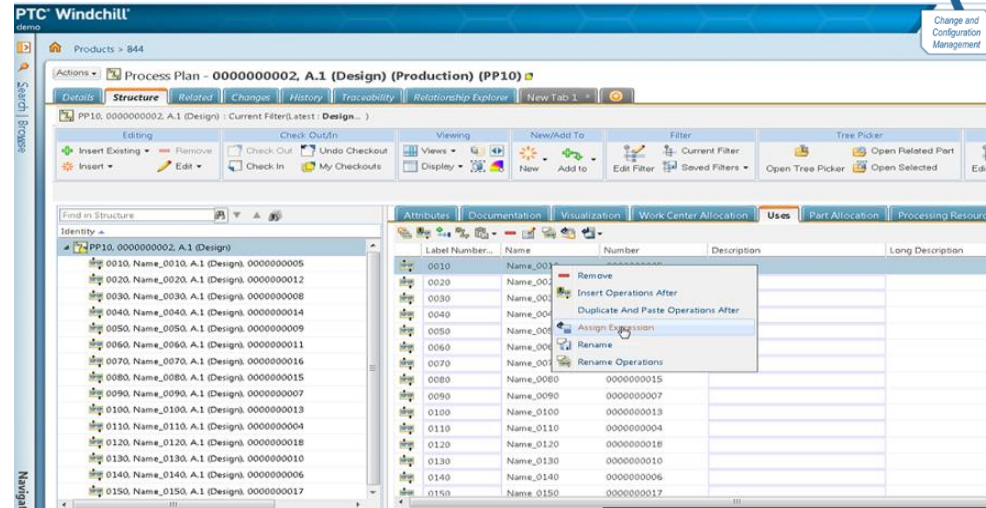 PTC® Windchill®
demo
Change and
Configuration
Management
Products > 844
Search | Browse
Actions Process Plan - 0000000002, A.1 (Design) (Production) (PP10)
Details Structure Related Changes History Traceability Relationship Explorer New Tab 1
PP10, 0000000002, A.1 (Design) : Current Filter(Latest : Design... )
Editing Check Out/In Viewing New/Add To Filter Tree Picker
Insert Existing Remove Check Out Undo Checkout Views Current Filter Open Related Part
Insert Edit Check In My Checkouts Display New Add to Edit Filter Saved Filters Open Tree Picker Open Selected Edi
Find in Structure
Attributes Documentation Visualization Work Center Allocation Uses Part Allocation Processing Resour
Identity
PP10, 0000000002, A.1 (Design)
0010, Name_0010, A.1 (Design), 0000000005
0020, Name_0020, A.1 (Design), 0000000012
0030, Name_0030, A.1 (Design), 0000000008
0040, Name_0040, A.1 (Design), 0000000014
0050, Name_0050, A.1 (Design), 0000000009
0060, Name_0060, A.1 (Design), 0000000011
0070, Name_0070, A.1 (Design), 0000000016
0080, Name_0080, A.1 (Design), 0000000015
0090, Name_0090, A.1 (Design), 0000000007
0100, Name_0100, A.1 (Design), 0000000013
0110, Name_0110, A.1 (Design), 0000000004
0120, Name_0120, A.1 (Design), 0000000018
0130, Name_0130, A.1 (Design), 0000000010
0140, Name_0140, A.1 (Design), 0000000006
0150, Name_0150, A.1 (Design), 0000000017
Label Number... Name Number Description Long Description
0010 Name_001
0020 Name_002
0030 Name_003
0040 Name_004
0050 Name_005
0060 Name_006
0070 Name_007
0080 Name_0080 0000000015
0090 Name_0090 0000000007
0100 Name_0100 0000000013
0110 Name_0110 0000000004
0120 Name_0120 0000000018
0130 Name_0130 0000000010
0140 Name_0140 0000000006
0150 Name_0150 0000000017
Remove
Insert Operations After
Duplicate And Paste Operations After
Assign Expression
Rename
Rename Operations
Navigat